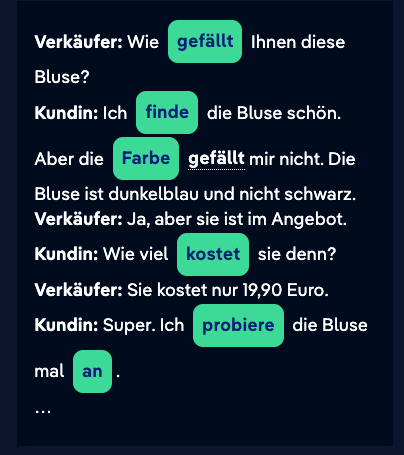 Verkäufer: Wie gefällt Ihnen diese
Bluse?
Kundin: Ich finde die Bluse schön.
Aber die Farbe gefällt mir nicht. Die
Bluse ist dunkelblau und nicht schwarz.
Verkäufer: Ja, aber sie ist im Angebot.
Kundin: Wie viel kostet sie denn?
Verkäufer: Sie kostet nur 19,90 Euro.
Kundin: Super. Ich probiere die Bluse
mal an .
...